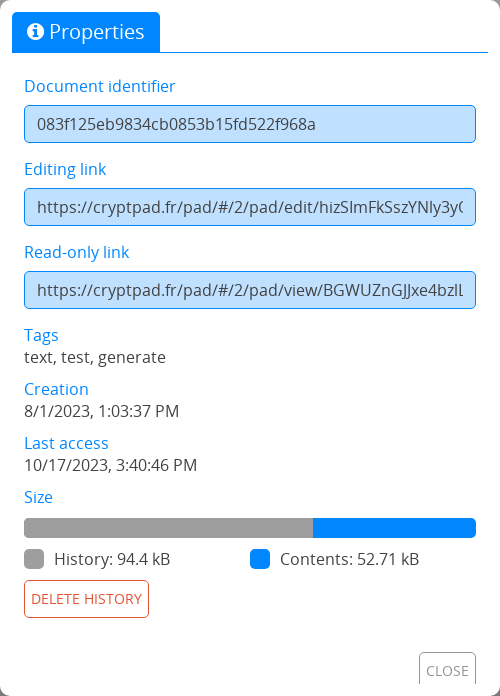 Properties
Document identifier
083f125eb9834cb0853b15fd522f968a
Editing link
https://cryptpad.fr/pad/#/2/pad/edit/hizSImFkSszYNly3yC
Read-only link
https://cryptpad.fr/pad/#/2/pad/view/BGWUZnGJJxe4bzlL
Tags
text, test, generate
Creation
8/1/2023, 1:03:37 PM
Last access
10/17/2023, 3:40:46 PM
Size
History: 94.4 kB Contents: 52.71 kB
DELETE HISTORY
CLOSE